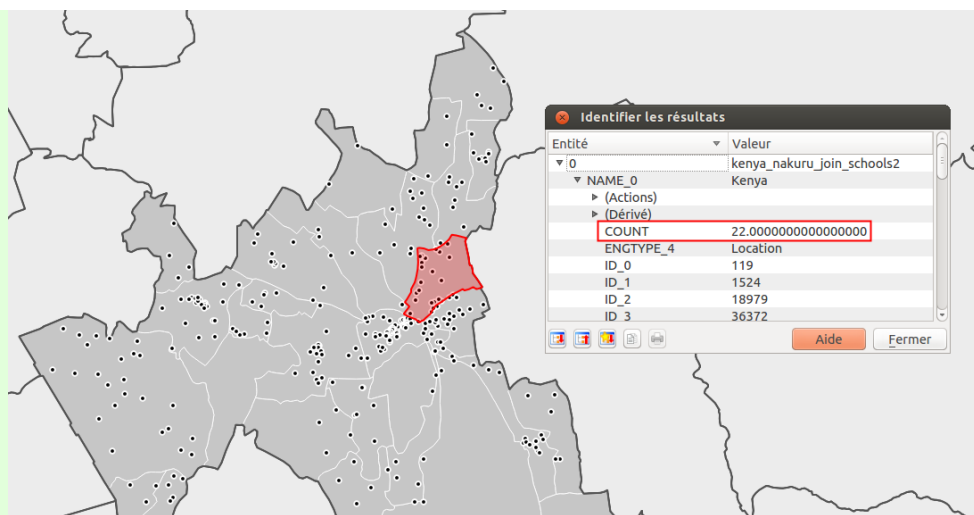 Identifier les résultats
Entité Valeur
0 kenya_nakuru_join_schools2
NAME_0 Kenya
(Actions)
(Dérivé)
COUNT 22.0000000000000000
ENGTYPE_4 Location
ID_0 119
ID_1 1524
ID_2 18979
ID_3 36372
Aide Fermer